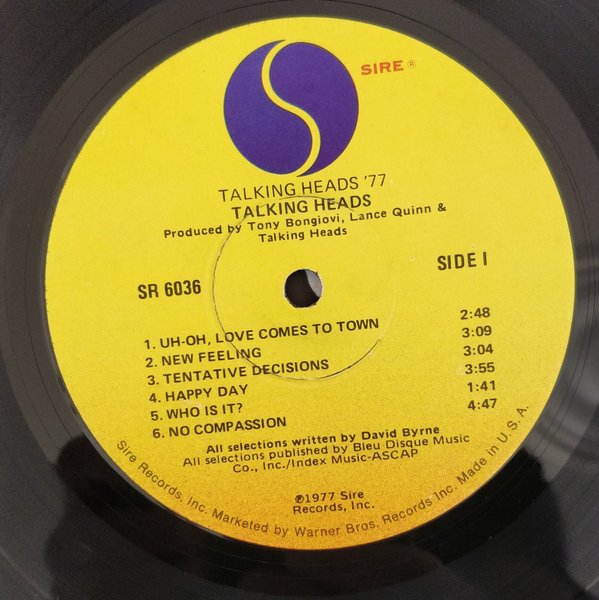 SIRE ®
TALKING HEADS '77
TALKING HEADS
Produced by Tony Bongiovi, Lance Quinn &
Talking Heads
SR 6036
SIDE I
1. UH-OH, LOVE COMES TO TOWN 2:48
2. NEW FEELING 3:09
3. TENTATIVE DECISIONS 3:04
4. HAPPY DAY 3:55
5. WHO IS IT? 1:41
6. NO COMPASSION 4:47
All selections written by David Byrne
All selections published by Bleu Disque Music
Co., Inc./Index Music-ASCAP
℗1977 Sire
Records, Inc.
Sire Records, Inc. Marketed by Warner Bros. Records Inc. Made in U.S.A.